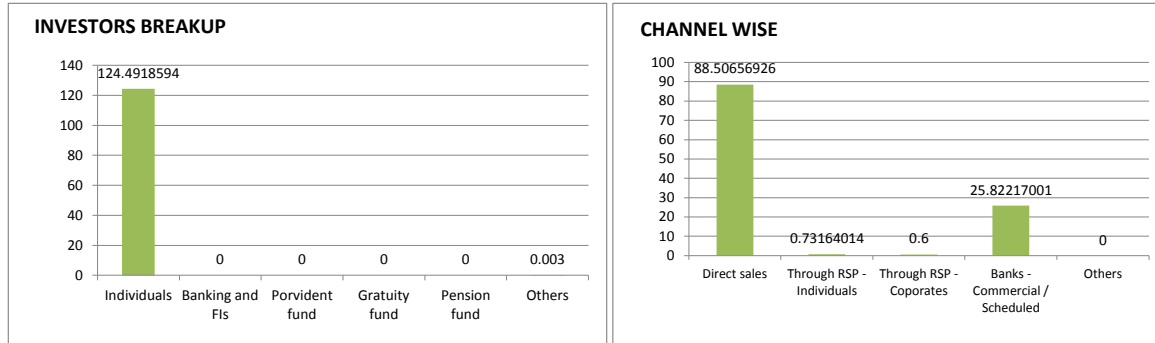 INVESTORS BREAKUP
140
124.4918594
120
100
80
60
40
20
0
0
0
0
0
0.003
Individuals
Banking and
FIs
Porvident
fund
Gratuity
fund
Pension
fund
Others
CHANNEL WISE
100
88.50656926
90
80
70
60
50
40
30
20
10
0
0.73164014
0.6
25.82217001
0
Direct sales
Through RSP -
Individuals
Through RSP -
Coporates
Banks -
Commercial /
Scheduled
Others